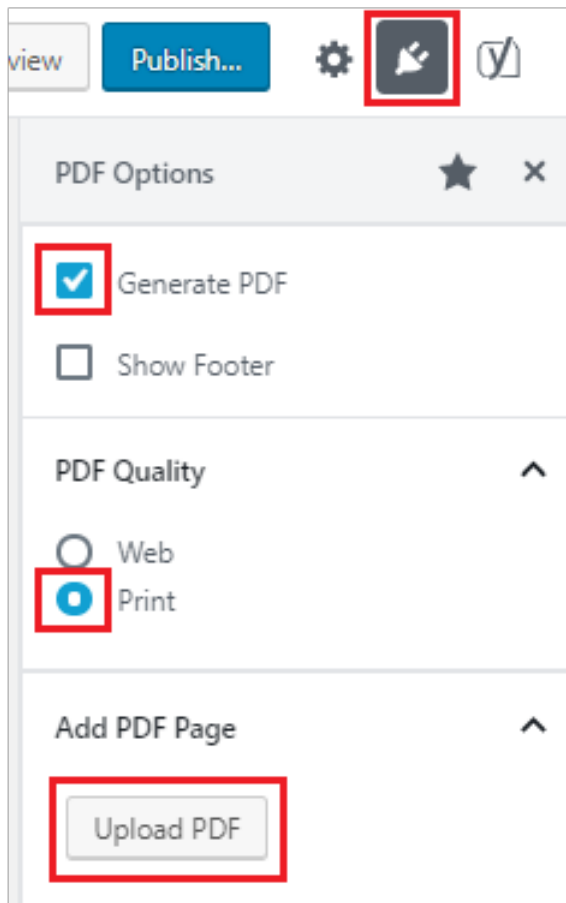 view
Publish...
PDF Options
Generate PDF
Show Footer
PDF Quality
Web
Print
Add PDF Page
Upload PDF